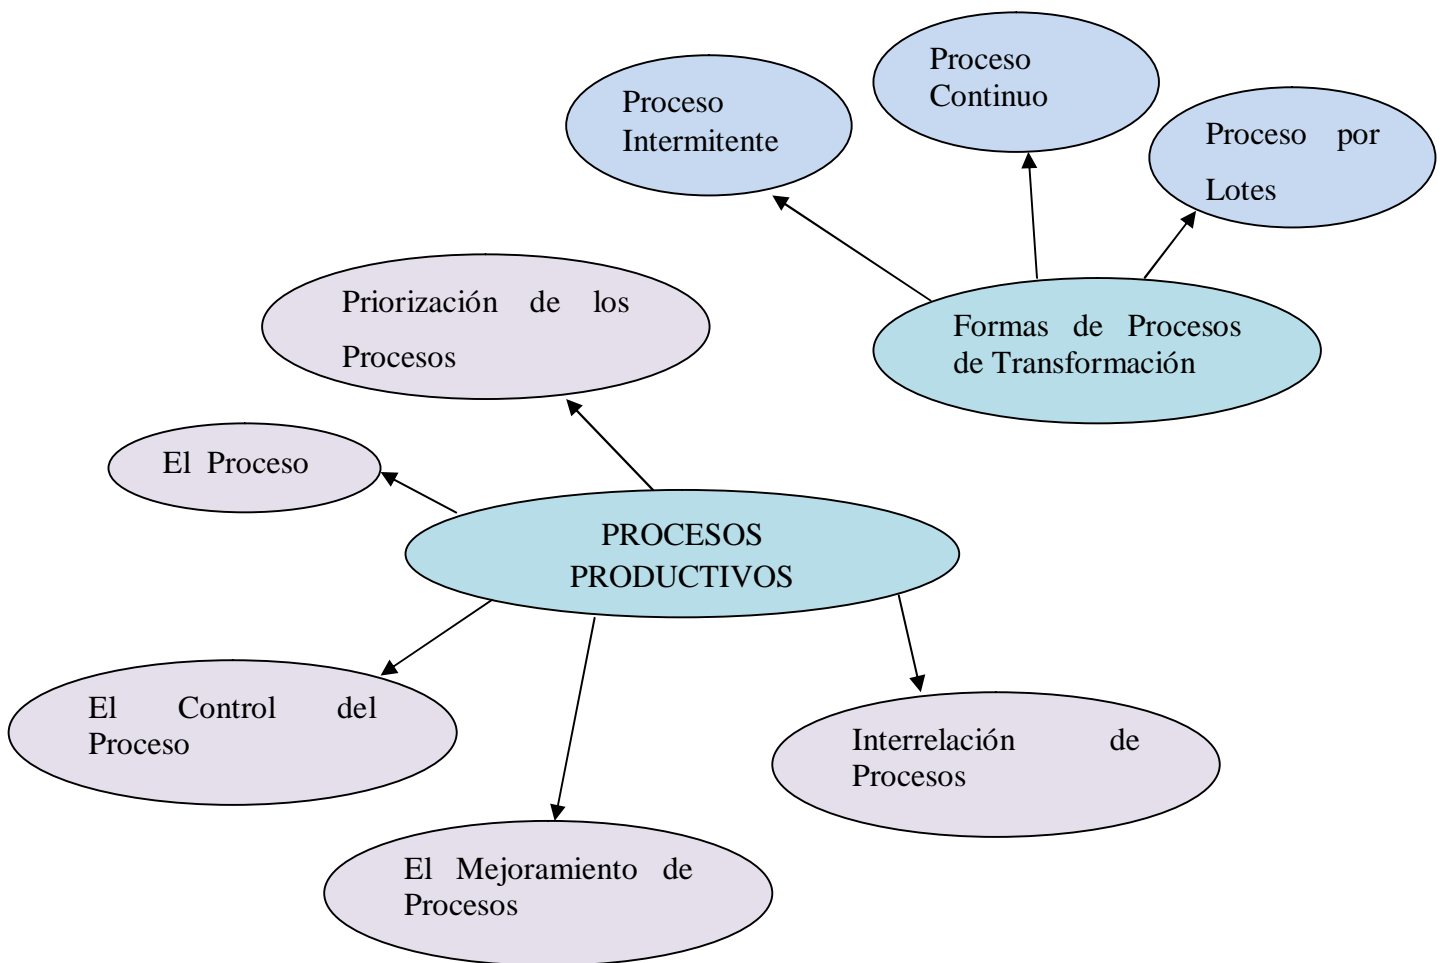 Proceso
Continuo
Proceso
Intermitente
Proceso por
Lotes
Priorización de los
Procesos
Formas de Procesos
de Transformación
El Proceso
PROCESOS
PRODUCTIVOS
El Control del
Proceso
Interrelación de
Procesos
El Mejoramiento de
Procesos